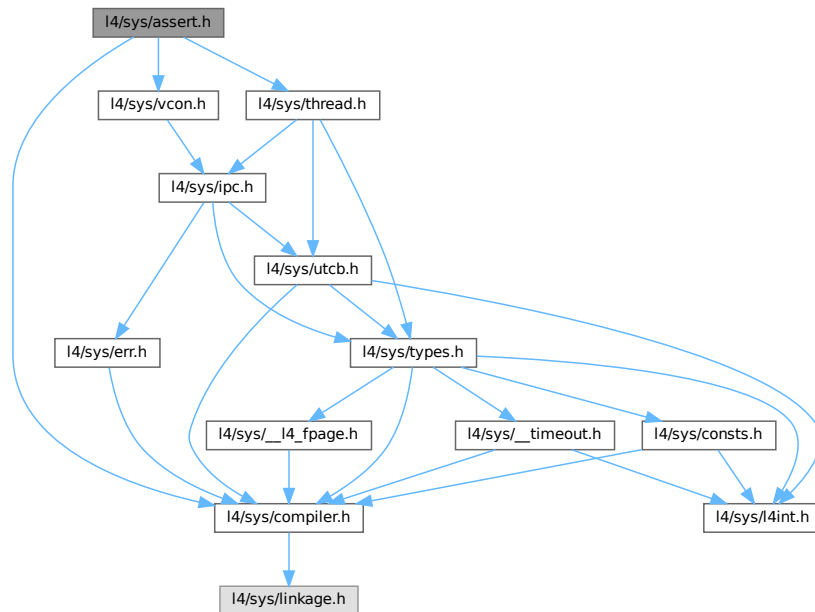 l4/sys/assert.h
l4/sys/vcon.h
l4/sys/thread.h
l4/sys/ipc.h
l4/sys/utcb.h
l4/sys/err.h
l4/sys/types.h
l4/sys/__l4_fpage.h
l4/sys/__timeout.h
l4/sys/consts.h
l4/sys/compiler.h
l4/sys/l4int.h
l4/sys/linkage.h